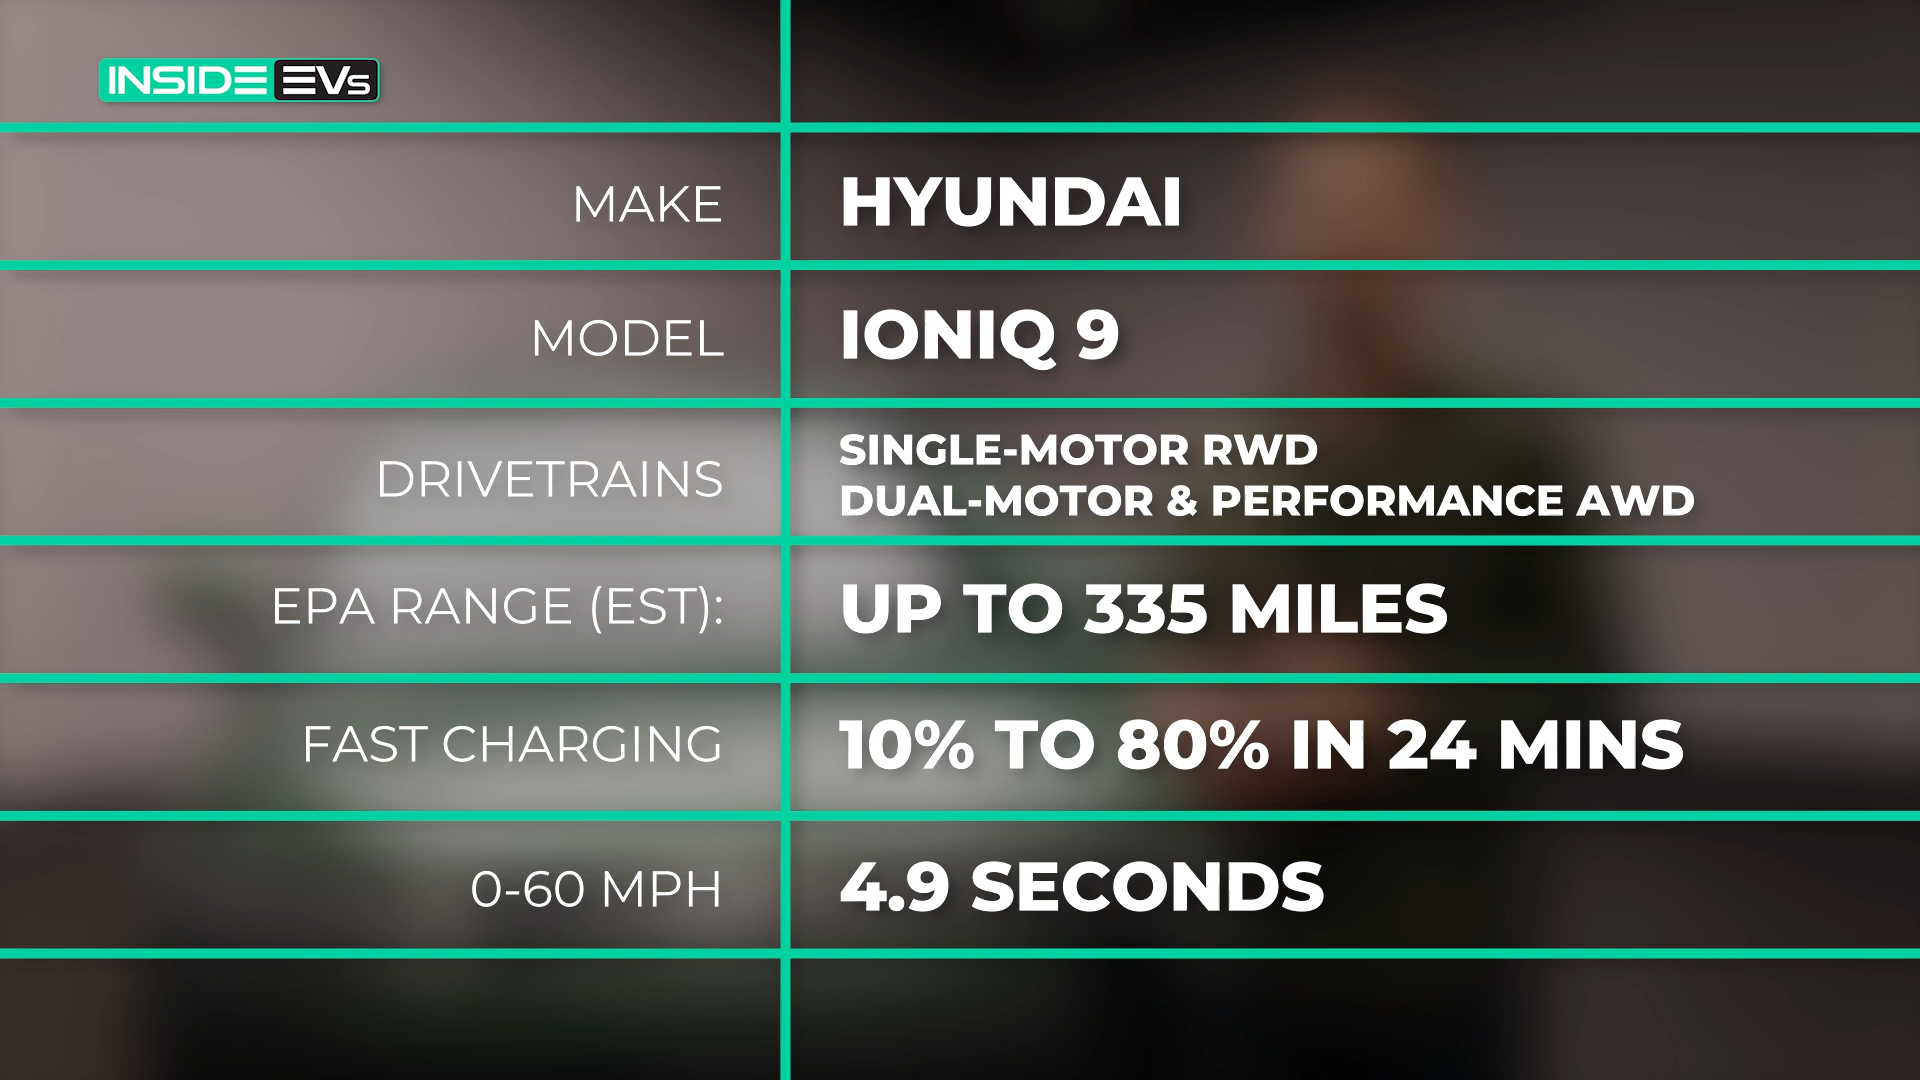 INSIDE EVs
MAKE HYUNDAI
MODEL IONIQ 9
DRIVETRAINS SINGLE-MOTOR RWD
DUAL-MOTOR & PERFORMANCE AWD
EPA RANGE (EST): UP TO 335 MILES
FAST CHARGING 10% TO 80% IN 24 MINS
0-60 MPH 4.9 SECONDS